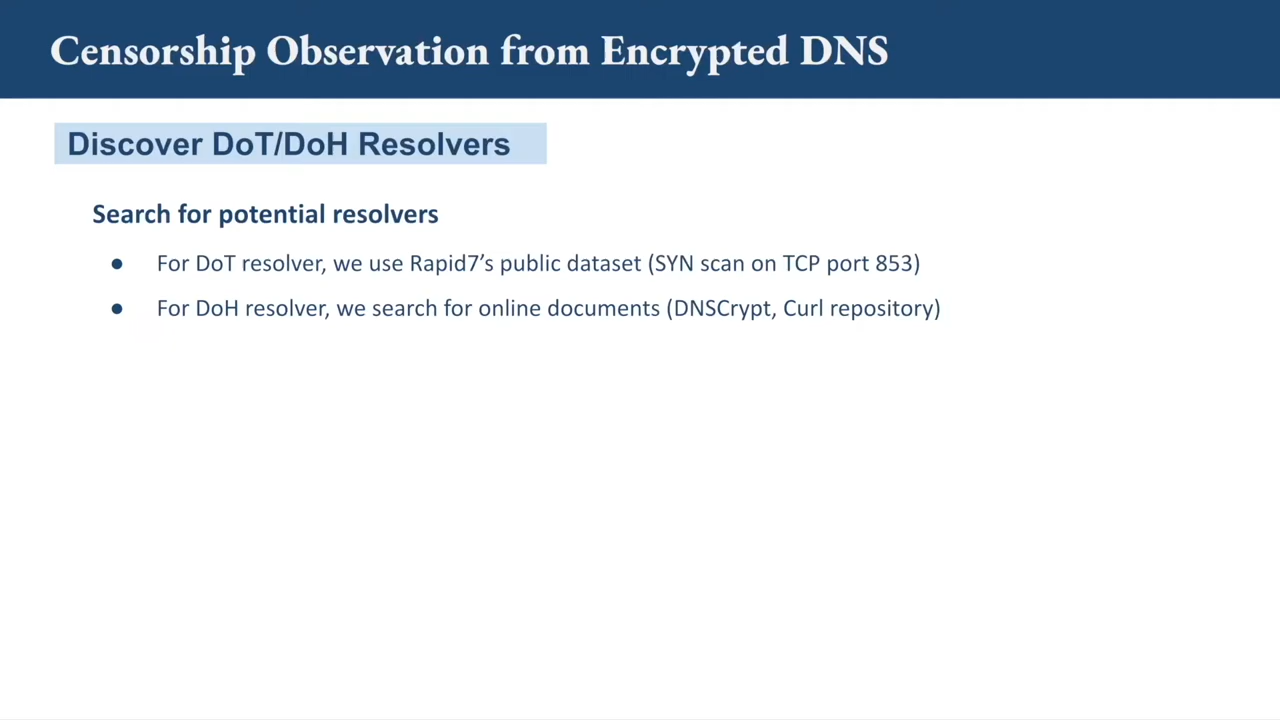 Censorship Observation from Encrypted DNS
Discover DoT/DoH Resolvers
Search for potential resolvers
● For DoT resolver, we use Rapid7’s public dataset (SYN scan on TCP port 853)
● For DoH resolver, we search for online documents (DNSCrypt, Curl repository)